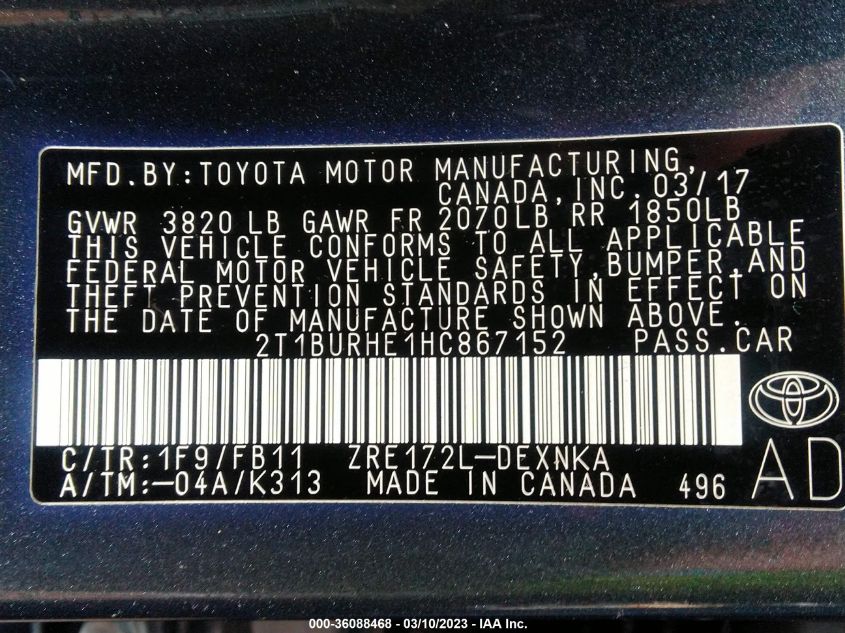 MFD.BY:TOYOTA MOTOR MANUFACTURING,
CANADA,INC.03/17
GVWR 3820LB GAWR FR 2070LB RR 1850LB
THIS VEHICLE CONFORMS TO ALL APPLICABLE
FEDERAL MOTOR VEHICLE SAFETY,BUMPER,AND
THEFT PREVENTION STANDARDS IN EFFECT ON
THE DATE OF MANUFACTURE SHOWN ABOVE.
2T1BURHE1HC867152 PASS.CAR
C/TR:1F9/FB11 ZRE172L-DEXNKA
A/TM:-04A/K313 MADE IN CANADA 496
AD
000-36088468 - 03/10/2023 - IAA Inc.